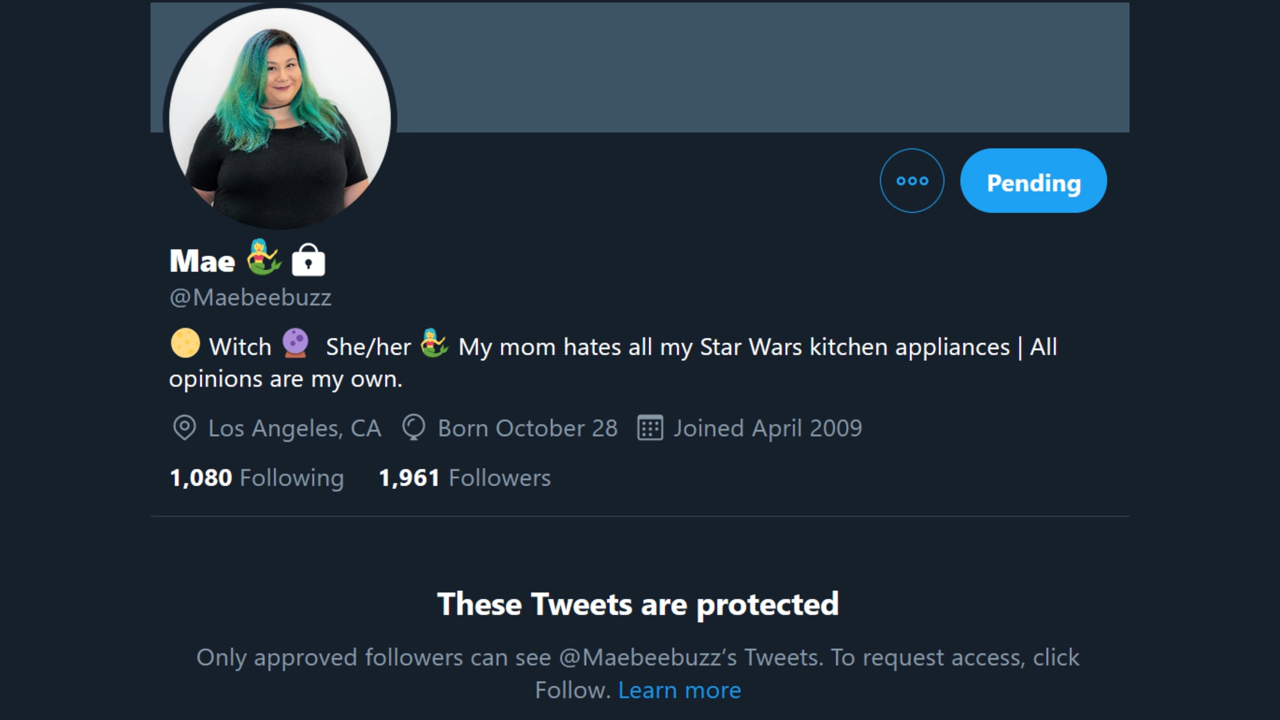 Pending
Mae 🧜‍♀️ 🔒
@Maebeebuzz
🌕 Witch 🔮 She/her 🧜‍♀️ My mom hates all my Star Wars kitchen appliances | All
opinions are my own.
Los Angeles, CA Born October 28 Joined April 2009
1,080 Following 1,961 Followers
These Tweets are protected
Only approved followers can see @Maebeebuzz’s Tweets. To request access, click
Follow. Learn more